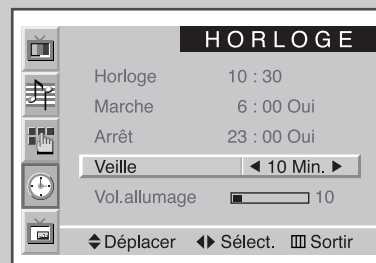 HORLOGE
Horloge 10 : 30
Marche 6 : 00 Oui
Arrêt 23 : 00 Oui
Veille ◀ 10 Min. ▶
Vol.allumage 10
Déplacer Sélect. Sortir